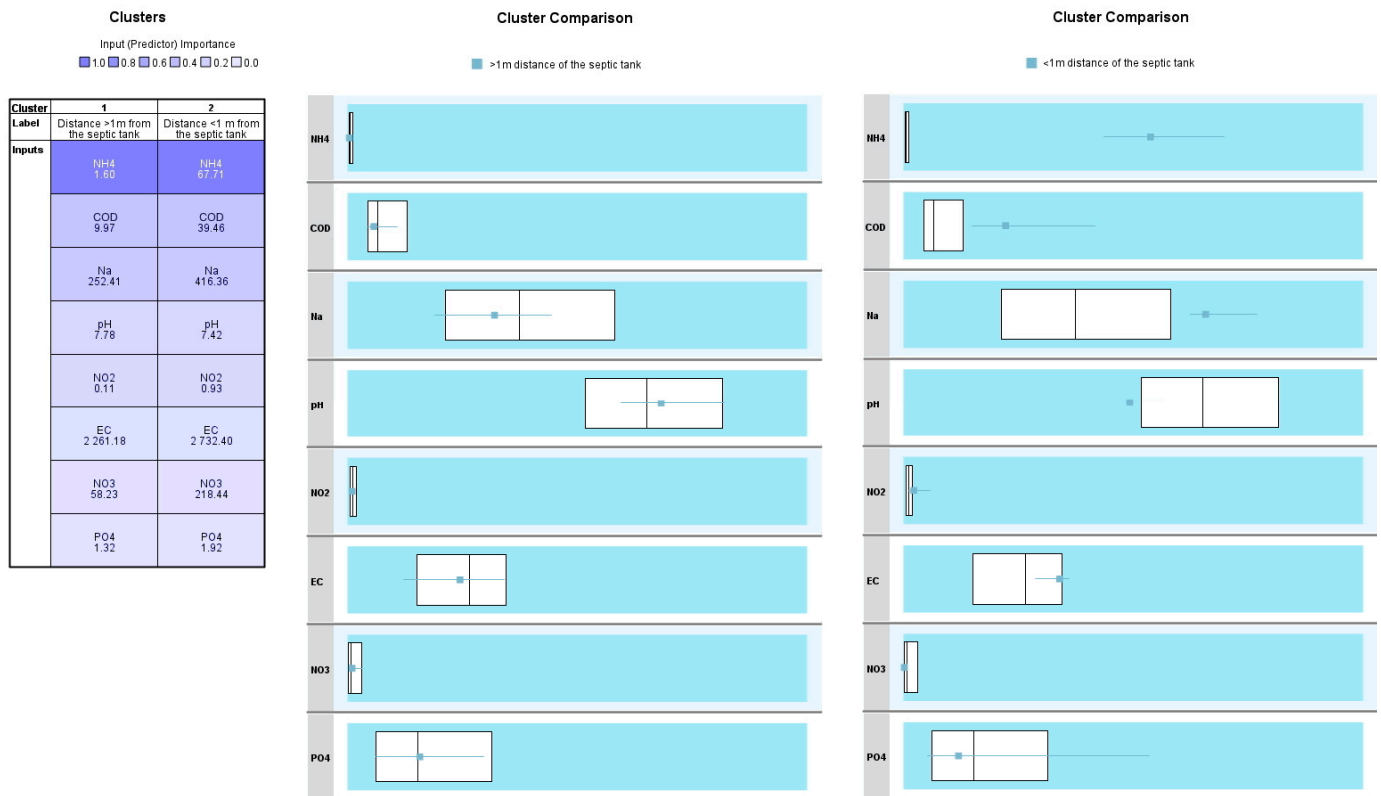 Clusters
Input (Predictor) Importance
1.0 0.8 0.6 0.4 0.2 0.0
Cluster 1 2
Label Distance >1m from Distance <1 m from
the septic tank the septic tank
Inputs
NH4 NH4
1.60 67.71
COD COD
9.97 39.46
Na Na
252.41 416.36
pH pH
7.78 7.42
NO2 NO2
0.11 0.93
EC EC
2 261.18 2 732.40
NO3 NO3
58.23 218.44
PO4 PO4
1.32 1.92
Cluster Comparison
>1m distance of the septic tank
NH4
COD
Na
pH
NO2
EC
NO3
PO4
Cluster Comparison
<1m distance of the septic tank
NH4
COD
Na
pH
NO2
EC
NO3
PO4